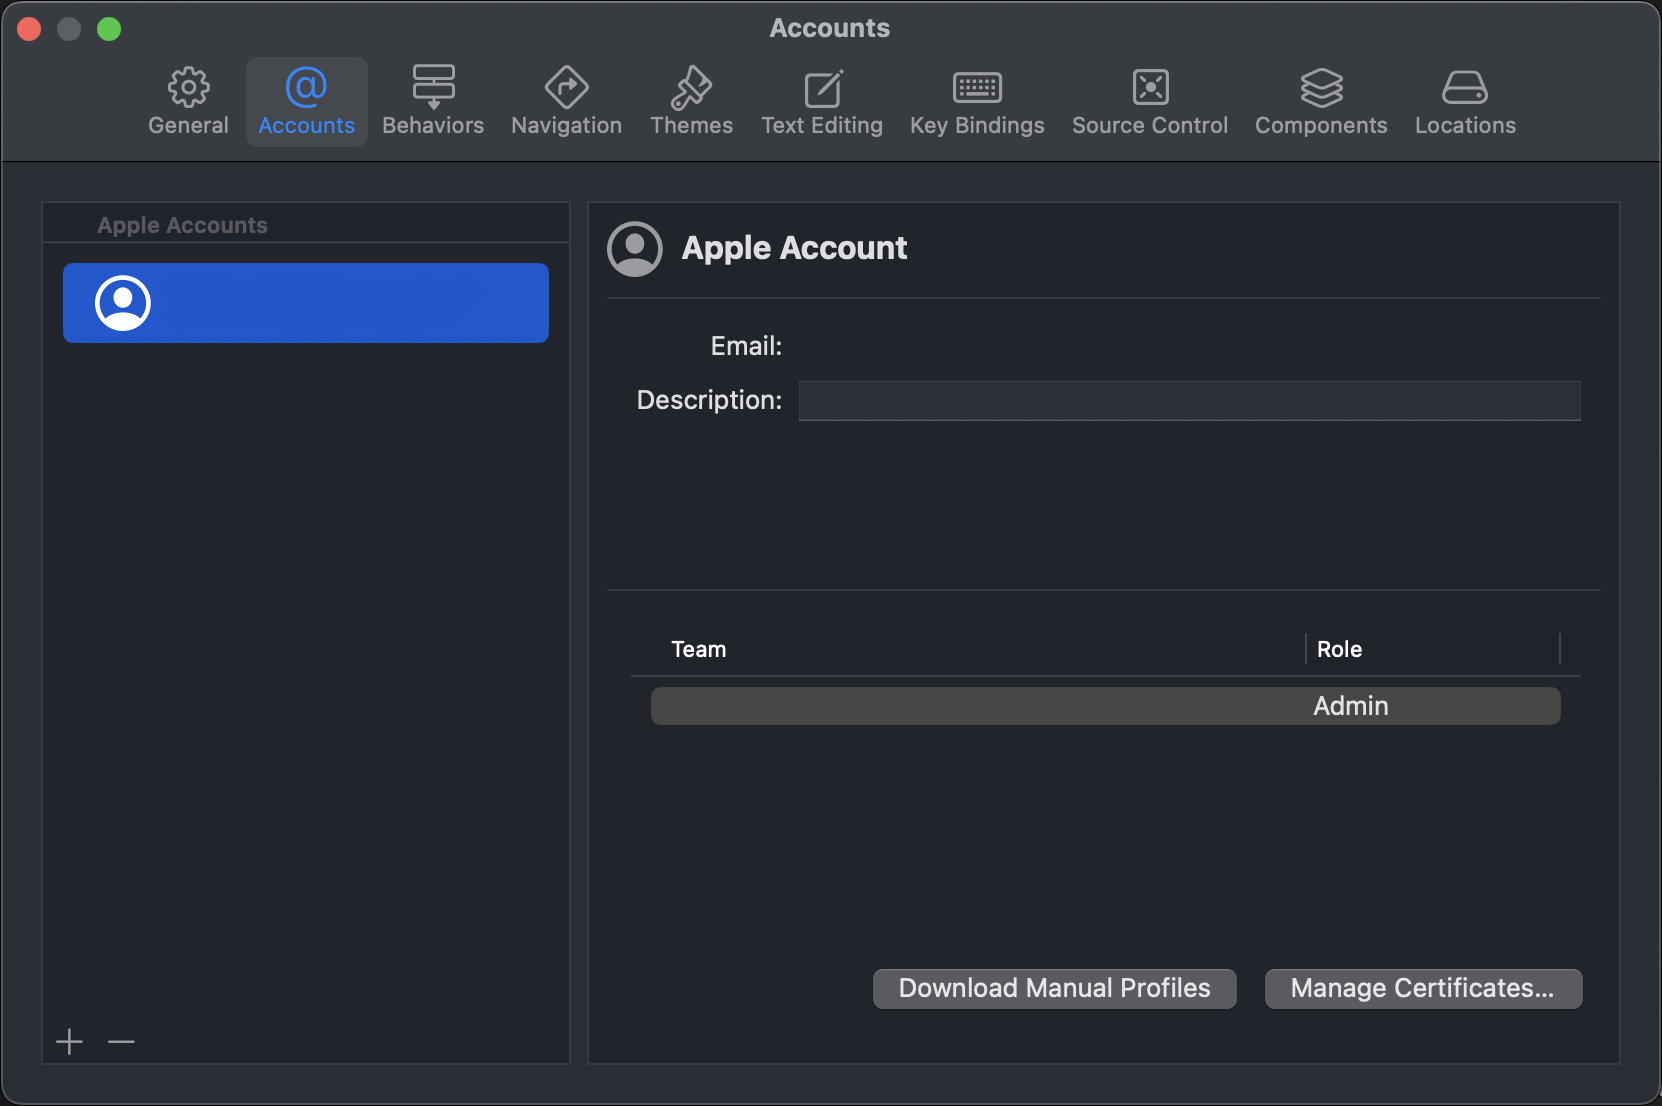 Accounts
General
Accounts
Behaviors
Navigation
Themes
Text Editing
Key Bindings
Source Control
Components
Locations
Apple Accounts
Apple Account
Email:
Description:
Team Role
Admin
Download Manual Profiles
Manage Certificates...